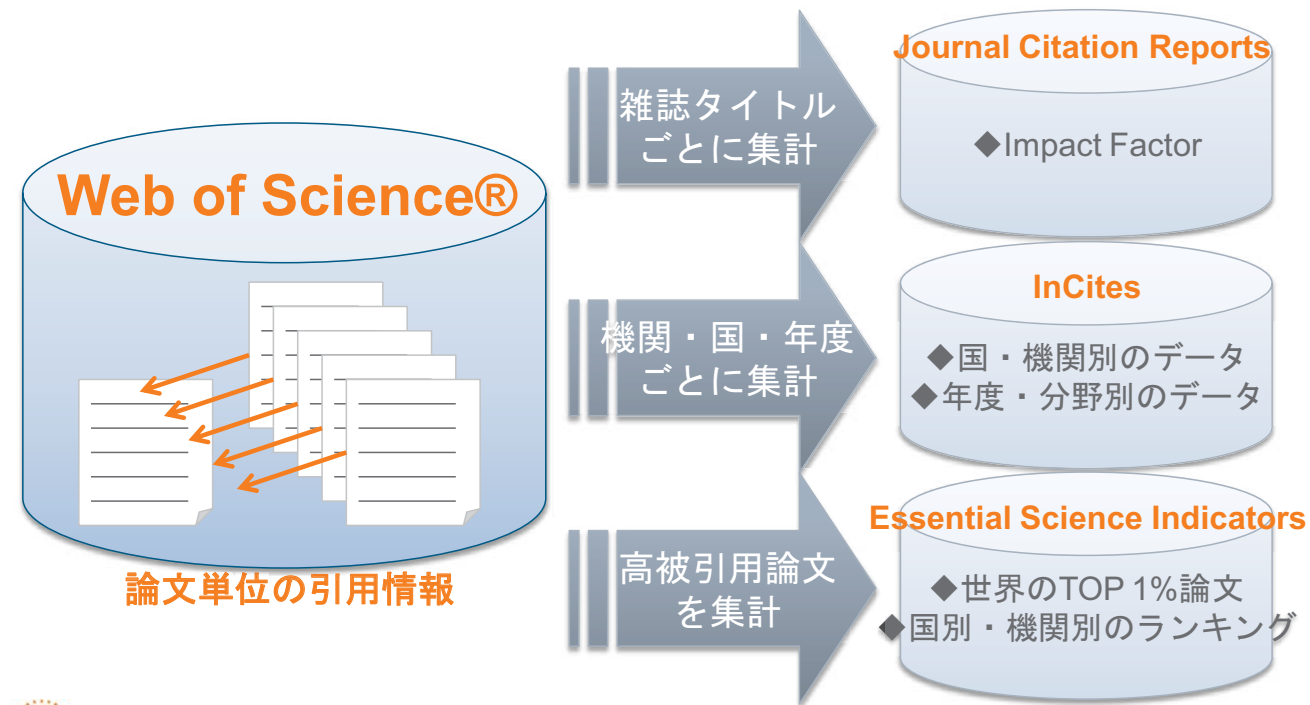 Web of Science®
論文単位の引用情報
雑誌タイトル
ごとに集計
Journal Citation Reports
◆Impact Factor
機関・国・年度
ごとに集計
InCites
◆国・機関別のデータ
◆年度・分野別のデータ
高被引用論文
を集計
Essential Science Indicators
◆世界のTOP 1%論文
◆国別・機関別のランキング